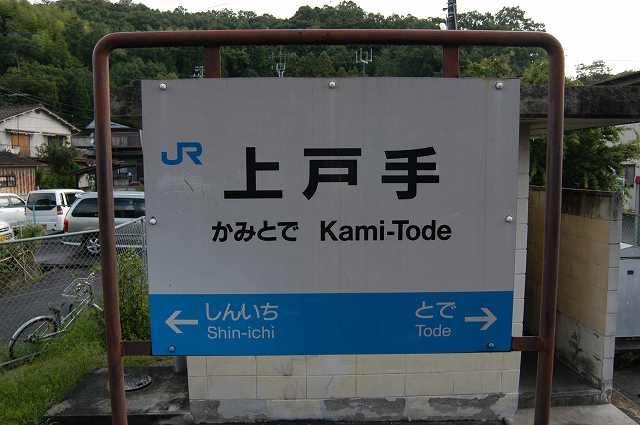 JR
上戸手
かみとで Kami-Tode
← しんいち とで →
Shin-ichi Tode